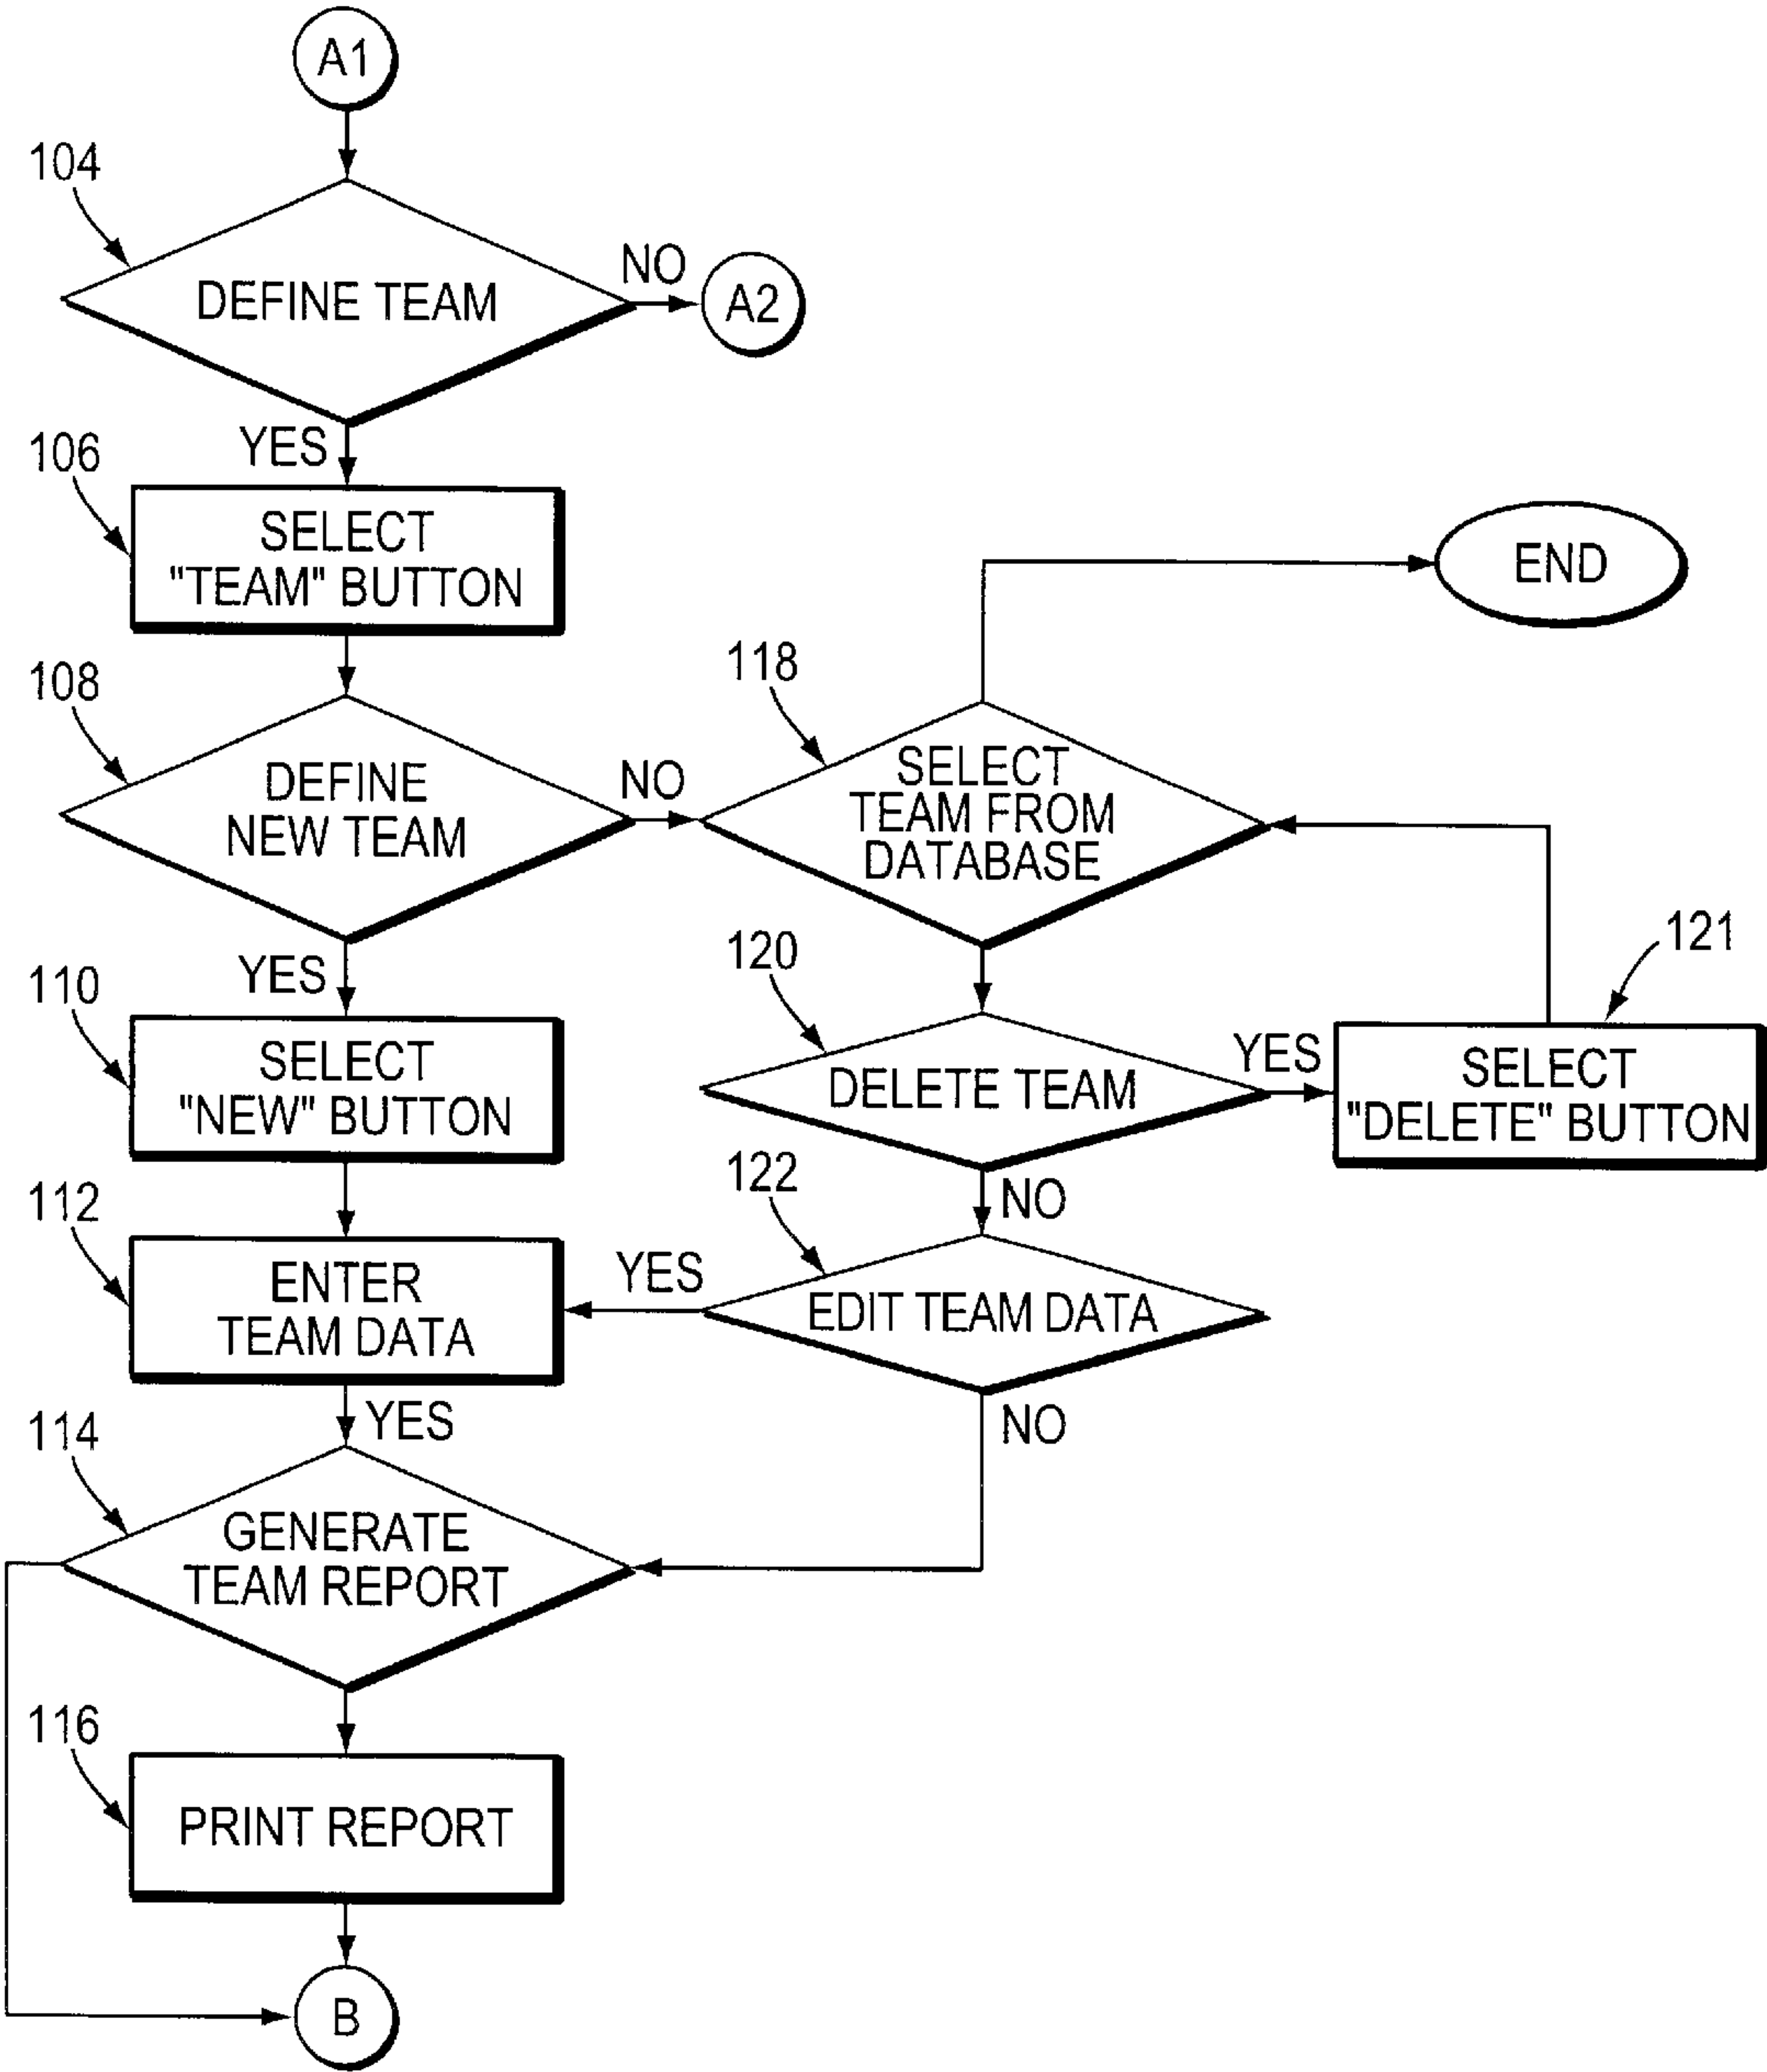 A1
104
DEFINE TEAM
NO
A2
YES
106
SELECT
"TEAM" BUTTON
END
108
DEFINE
NEW TEAM
NO
118
SELECT
TEAM FROM
DATABASE
YES
110
SELECT
"NEW" BUTTON
120
DELETE TEAM
YES
121
SELECT
"DELETE" BUTTON
NO
112
ENTER
TEAM DATA
YES
122
EDIT TEAM DATA
NO
YES
114
GENERATE
TEAM REPORT
116
PRINT REPORT
B